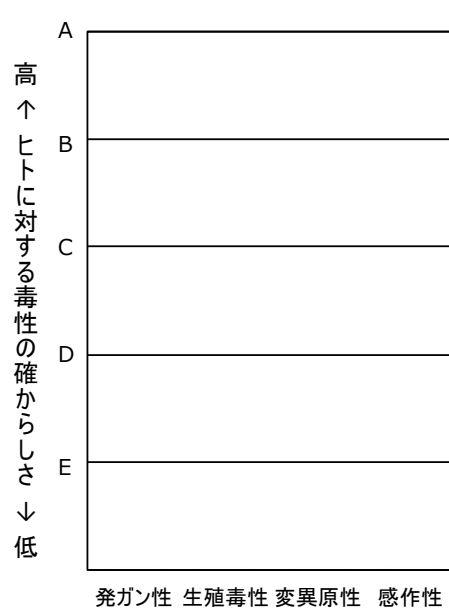 高 ↑ ヒトに対する毒性の確からしさ ↓ 低
A
B
C
D
E
発ガン性 生殖毒性 変異原性 感作性